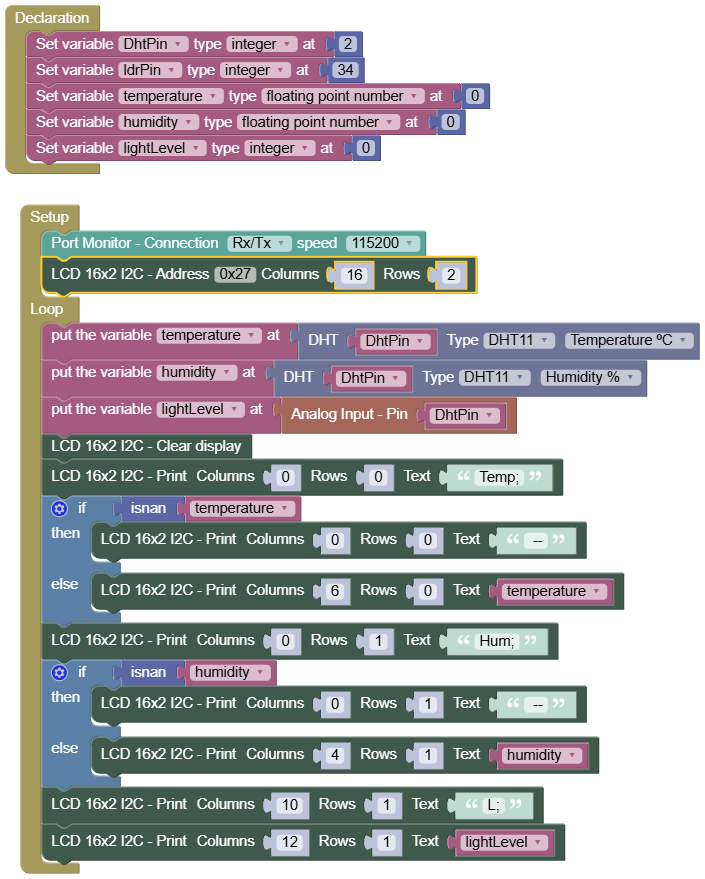 Declaration
Set variable DhtPin type integer at 2
Set variable ldrPin type integer at 34
Set variable temperature type floating point number at 0
Set variable humidity type floating point number at 0
Set variable lightLevel type integer at 0
Setup
Port Monitor - Connection Rx/Tx speed 115200
LCD 16x2 I2C - Address 0x27 Columns 16 Rows 2
Loop
put the variable temperature at DHT DhtPin Type DHT11 Temperature ºC
put the variable humidity at DHT DhtPin Type DHT11 Humidity %
put the variable lightLevel at Analog Input - Pin DhtPin
LCD 16x2 I2C - Clear display
LCD 16x2 I2C - Print Columns 0 Rows 0 Text “ Temp; ”
if isnan temperature
then LCD 16x2 I2C - Print Columns 0 Rows 0 Text “ -- ”
else LCD 16x2 I2C - Print Columns 6 Rows 0 Text temperature
LCD 16x2 I2C - Print Columns 0 Rows 1 Text “ Hum; ”
if isnan humidity
then LCD 16x2 I2C - Print Columns 0 Rows 1 Text “ -- ”
else LCD 16x2 I2C - Print Columns 4 Rows 1 Text humidity
LCD 16x2 I2C - Print Columns 10 Rows 1 Text “ L; ”
LCD 16x2 I2C - Print Columns 12 Rows 1 Text lightLevel